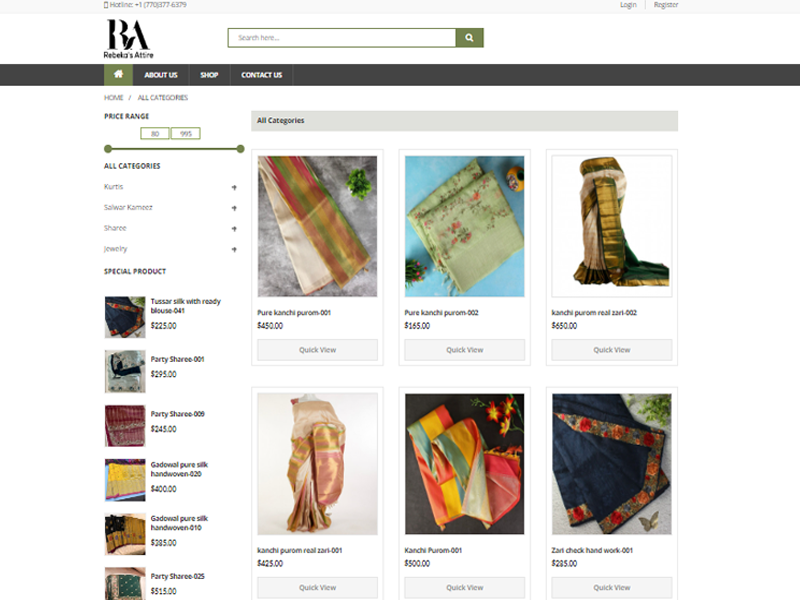 Hotline: +1 (770)377-6379
Login
Register
RA
Rebeka's Attire
Search here...
ABOUT US
SHOP
CONTACT US
HOME / ALL CATEGORIES
PRICE RANGE
80
995
ALL CATEGORIES
Kurtis
Salwar Kameez
Sharee
Jewelry
SPECIAL PRODUCT
Tussar silk with ready
blouse-041
$225.00
Party Sharee-001
$295.00
Party Sharee-009
$245.00
Gadowal pure silk
handwoven-020
$400.00
Gadowal pure silk
handwoven-010
$385.00
Party Sharee-025
$515.00
All Categories
Pure kanchi purom-001
$450.00
Quick View
Pure kanchi purom-002
$165.00
Quick View
kanchi purom real zari-002
$650.00
Quick View
kanchi purom real zari-001
$425.00
Quick View
Kanchi Purom-001
$500.00
Quick View
Zari check hand work-001
$285.00
Quick View